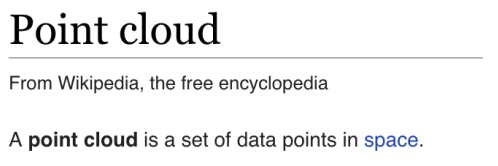 Point cloud
From Wikipedia, the free encyclopedia
A point cloud is a set of data points in space.